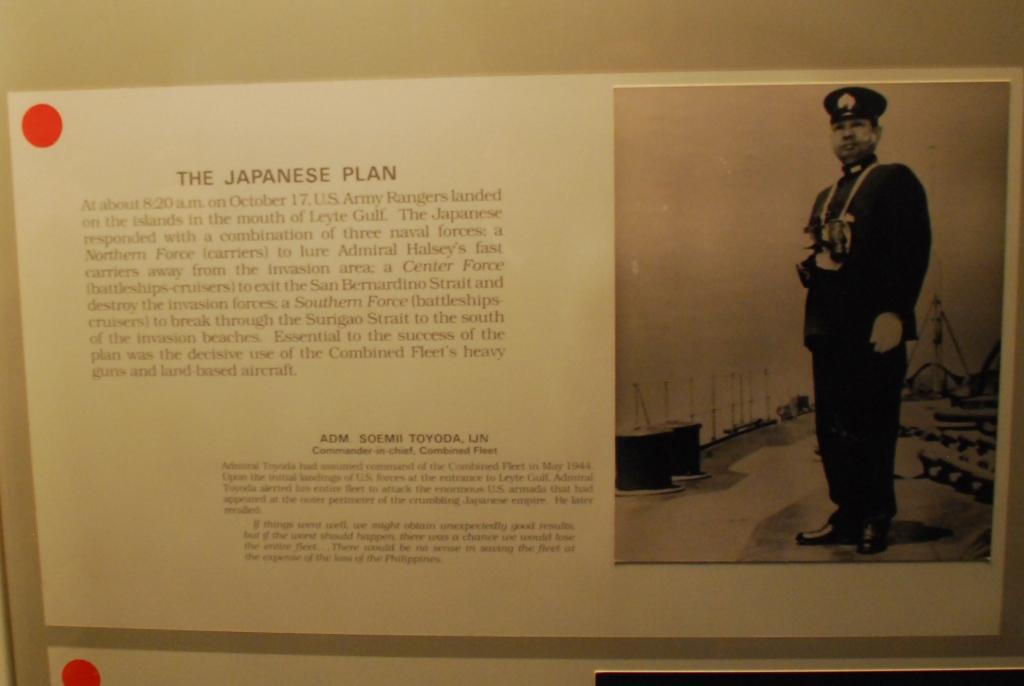 THE JAPANESE PLAN
At about 8:20 a.m. on October 17, U.S. Army Rangers landed
on the islands in the mouth of Leyte Gulf. The Japanese
responded with a combination of three naval forces: a
Northern Force (carriers) to lure Admiral Halsey's fast
carriers away from the invasion area; a Center Force
(battleships-cruisers) to exit the San Bernardino Strait and
destroy the invasion forces; a Southern Force (battleships-
cruisers) to break through the Surigao Strait to the south
of the invasion beaches. Essential to the success of the
plan was the decisive use of the Combined Fleet's heavy
guns and land-based aircraft.
ADM. SOEMII TOYODA, IJN
Commander-in-chief, Combined Fleet
Admiral Toyoda had assumed command of the Combined Fleet in May 1944.
Upon the initial landings of U.S. forces at the entrance to Leyte Gulf, Admiral
Toyoda alerted his entire fleet to attack the enormous U.S. armada that had
appeared at the outer perimeter of the crumbling Japanese empire. He later
recalled:
If things went well, we might obtain unexpectedly good results;
but if the worst should happen, there was a chance we would lose
the entire fleet. . .There would be no sense in saving the fleet at
the expense of the loss of the Philippines.